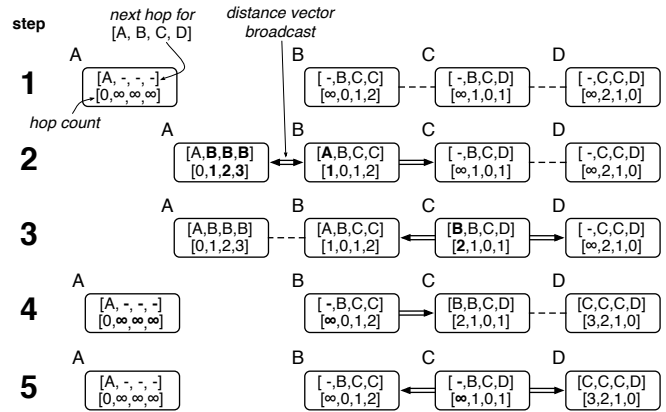 step
next hop for
[A, B, C, D]
distance vector
broadcast
hop count
1
A
B
C
D
[A, -, -, -]
[0,∞,∞,∞]
[ -,B,C,C]
[∞,0,1,2]
[ -,B,C,D]
[∞,1,0,1]
[ -,C,C,D]
[∞,2,1,0]
2
A
B
C
D
[A,B,B,B]
[0,1,2,3]
[A,B,C,C]
[1,0,1,2]
[ -,B,C,D]
[∞,1,0,1]
[ -,C,C,D]
[∞,2,1,0]
3
A
B
C
D
[A,B,B,B]
[0,1,2,3]
[A,B,C,C]
[1,0,1,2]
[B,B,C,D]
[2,1,0,1]
[ -,C,C,D]
[∞,2,1,0]
4
A
B
C
D
[A, -, -, -]
[0,∞,∞,∞]
[ -,B,C,C]
[∞,0,1,2]
[B,B,C,D]
[2,1,0,1]
[C,C,C,D]
[3,2,1,0]
5
A
B
C
D
[A, -, -, -]
[0,∞,∞,∞]
[ -,B,C,C]
[∞,0,1,2]
[ -,B,C,D]
[∞,1,0,1]
[C,C,C,D]
[3,2,1,0]